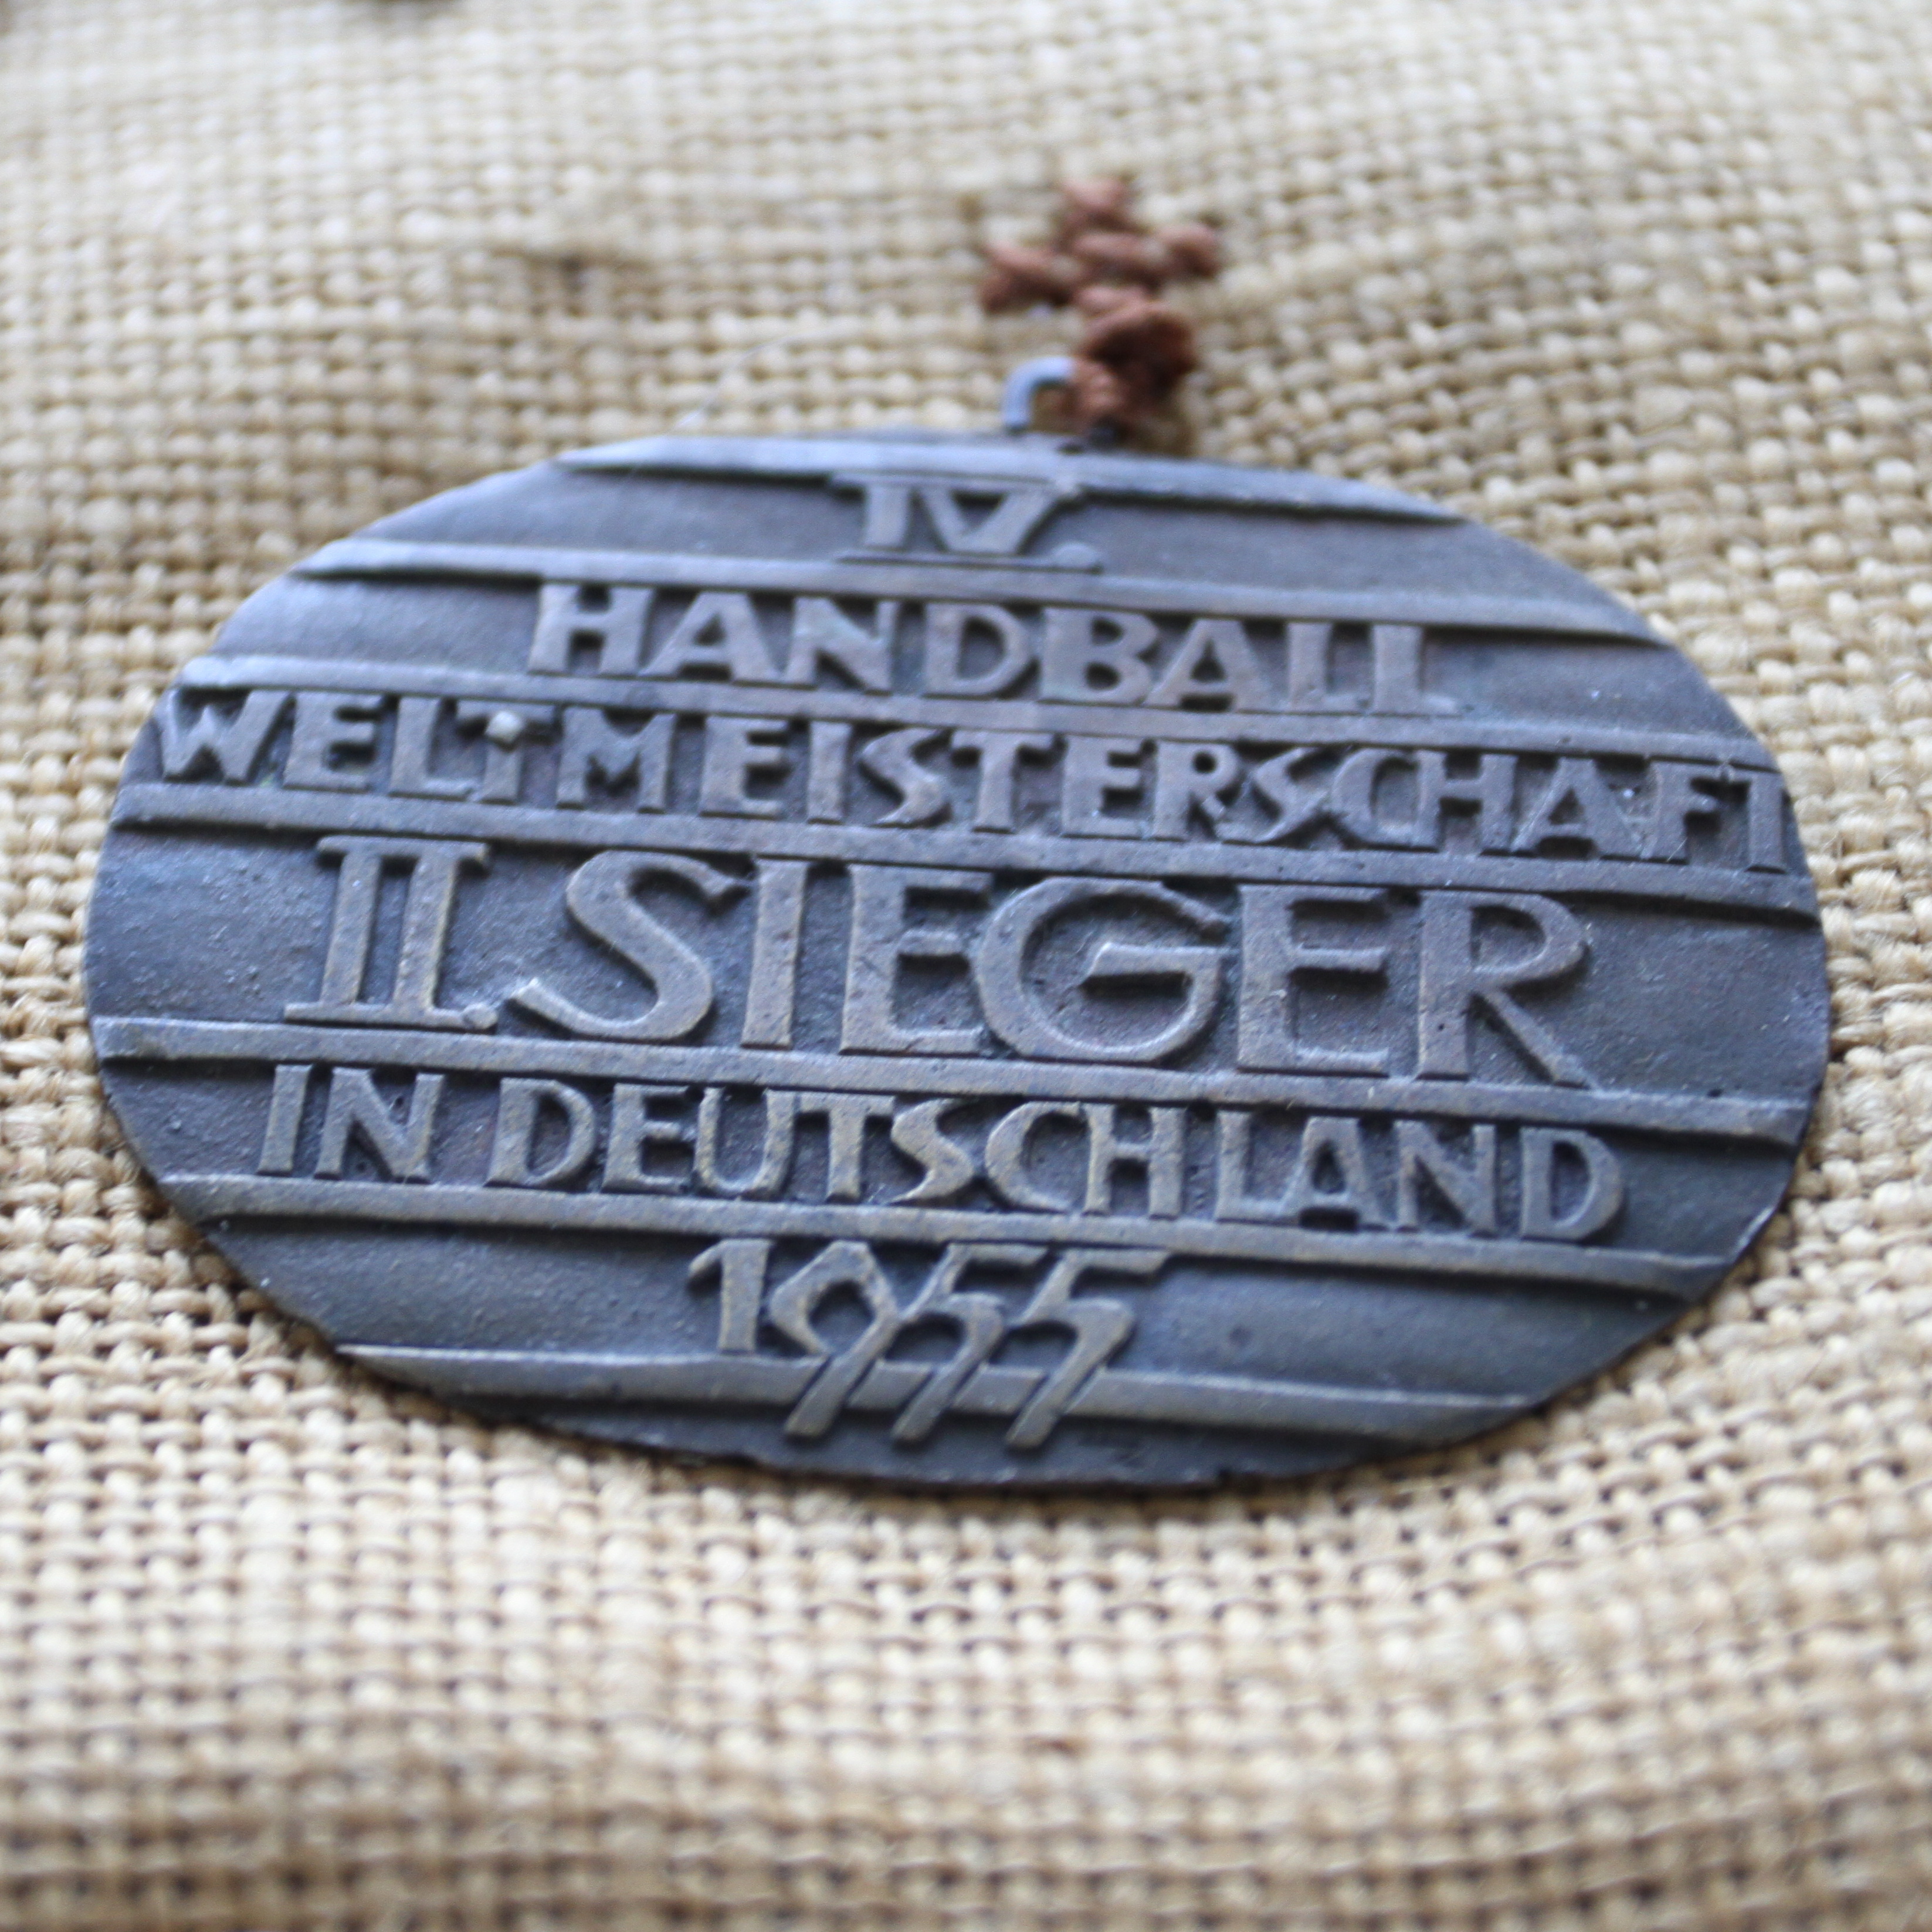 IV.
HANDBALL
WELTMEISTERSCHAFT
II. SIEGER
IN DEUTSCHLAND
1955